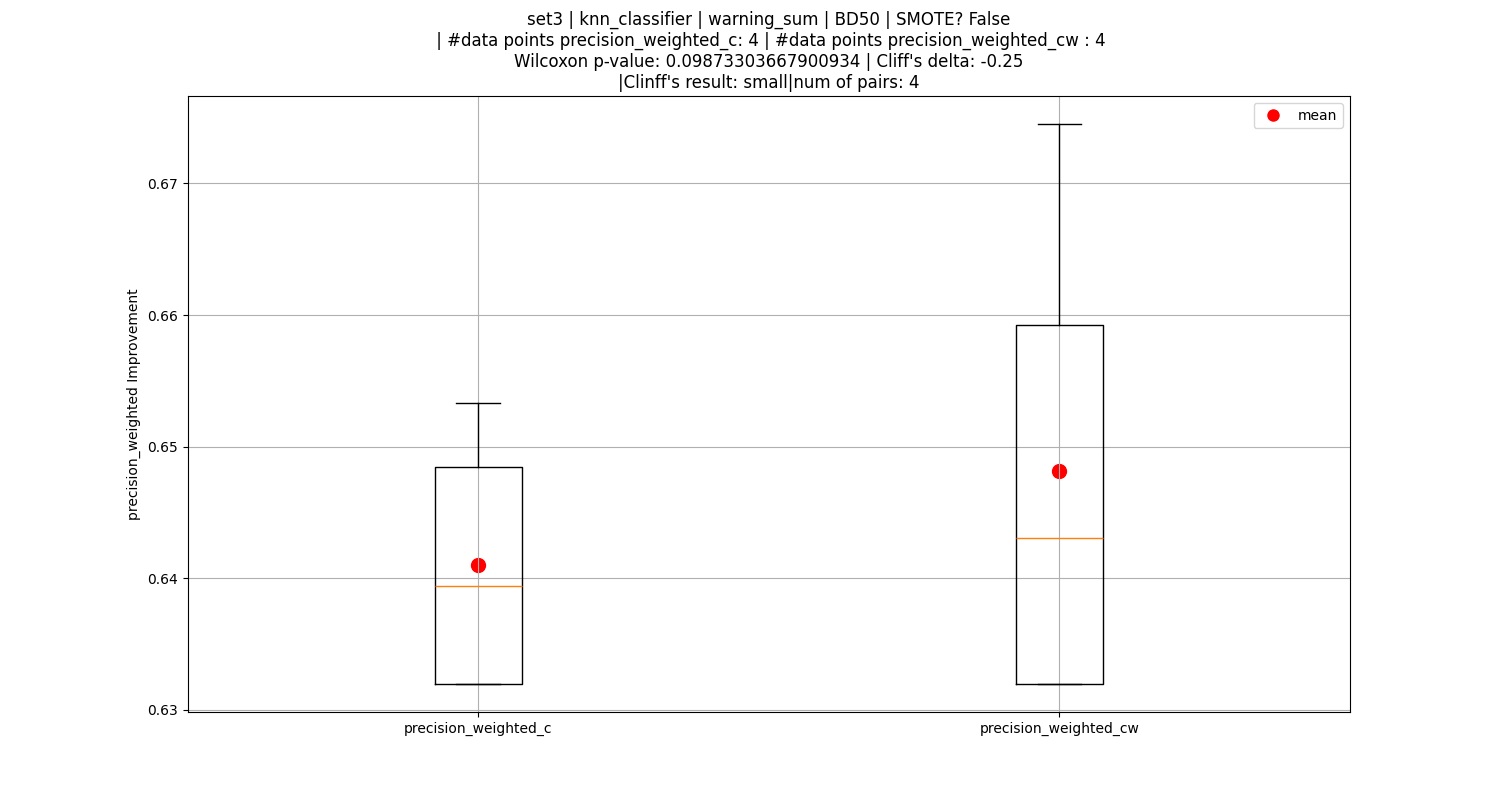 set3 | knn_classifier | warning_sum | BD50 | SMOTE? False
| #data points precision_weighted_c: 4 | #data points precision_weighted_cw : 4
Wilcoxon p-value: 0.09873303667900934 | Cliff's delta: -0.25
|Clinff's result: small|num of pairs: 4
mean
precision_weighted Improvement
0.67
0.66
0.65
0.64
0.63
precision_weighted_c
precision_weighted_cw